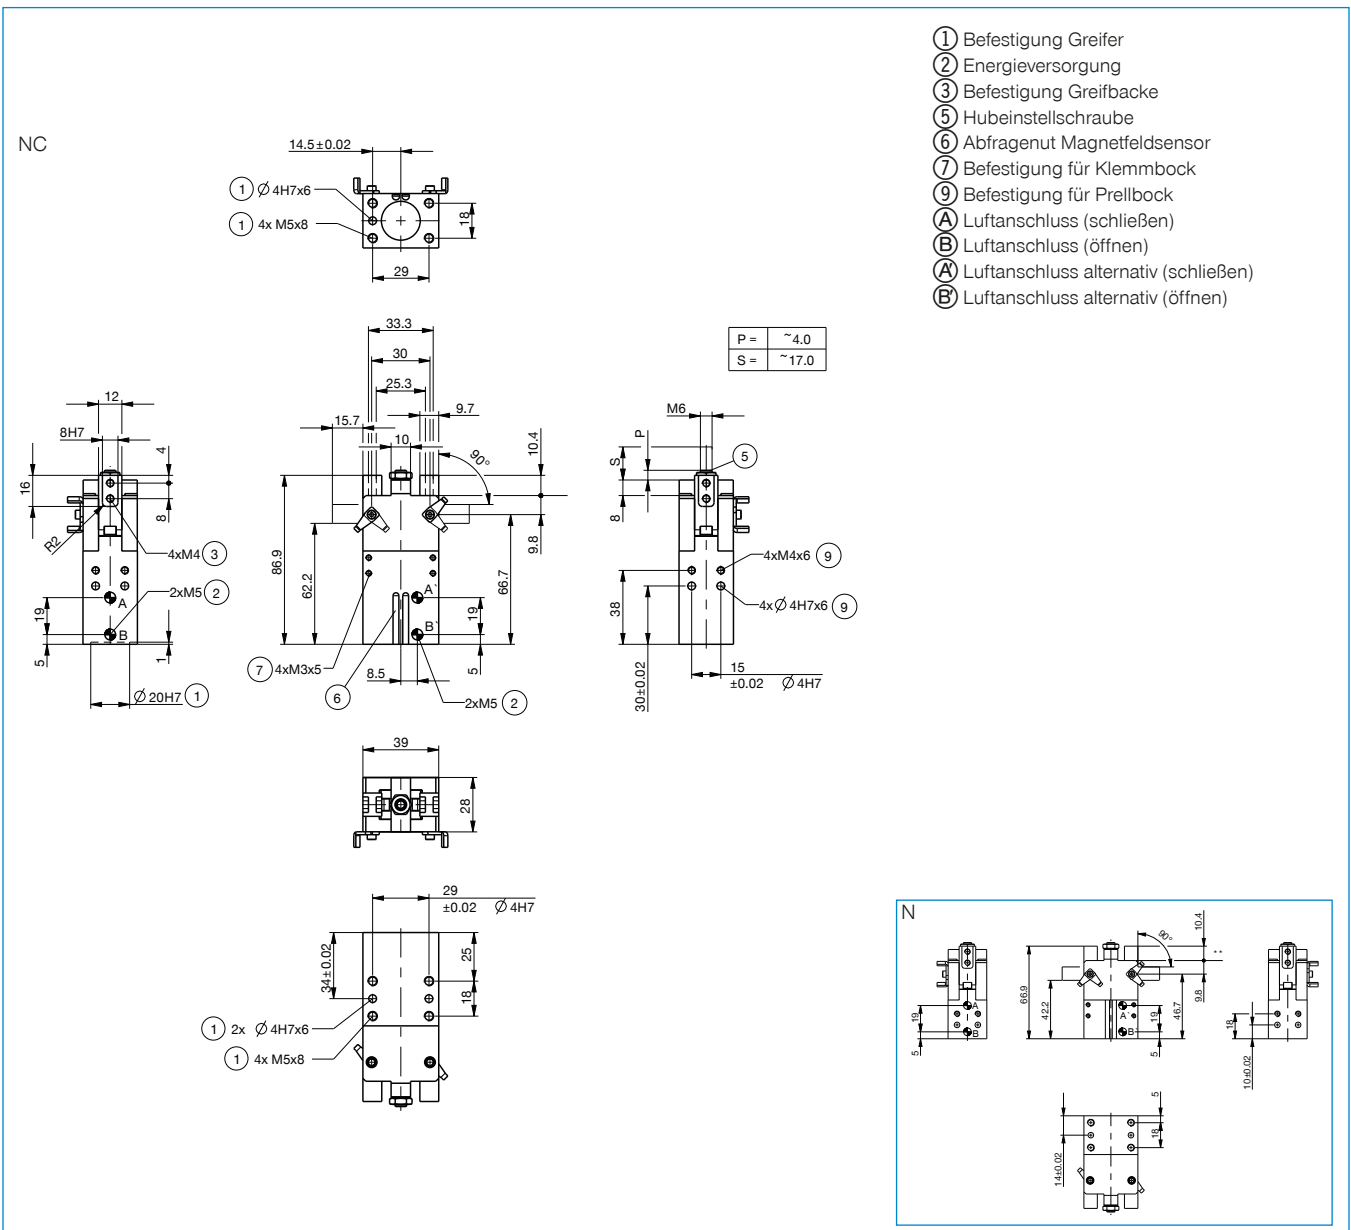 ① Befestigung Greifer
② Energieversorgung
③ Befestigung Greifbacke
⑤ Hubeinstellschraube
⑥ Abfragenut Magnetfeldsensor
⑦ Befestigung für Klemmbock
⑨ Befestigung für Prellbock
Ⓐ Luftanschluss (schließen)
Ⓑ Luftanschluss (öffnen)
A' Luftanschluss alternativ (schließen)
B' Luftanschluss alternativ (öffnen)
NC
14.5±0.02
① Ø 4H7x6
① 4x M5x8
18
29
P = ~4.0
S = ~17.0
12
8H7
4
16
8
R2
4xM4 ③
2xM5 ②
A
B
19
5
1
Ø 20H7 ①
33.3
30
25.3
9.7
15.7
10
90°
10.4
9.8
86.9
62.2
66.7
A`
B`
19
5
⑦ 4xM3x5
8.5
⑥
2xM5 ②
M6
P
S
⑤
8
4xM4x6 ⑨
4xØ 4H7x6 ⑨
38
30±0.02
15
±0.02 Ø 4H7
39
28
29
±0.02 Ø 4H7
34±0.02
25
18
① 2x Ø 4H7x6
① 4x M5x8
N
A
B
19
5
90°
10.4
9.8
66.9
42.2
46.7
A`
B`
19
5
18
10±0.02
5
18
14±0.02